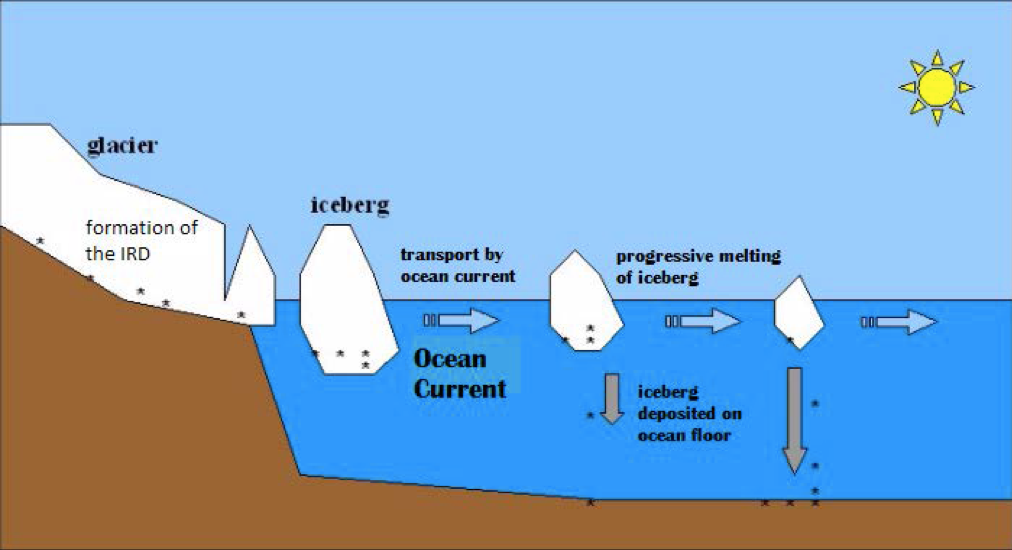 glacier
formation of
the IRD
iceberg
transport by
ocean current
progressive melting
of iceberg
Ocean
Current
iceberg
deposited on
ocean floor